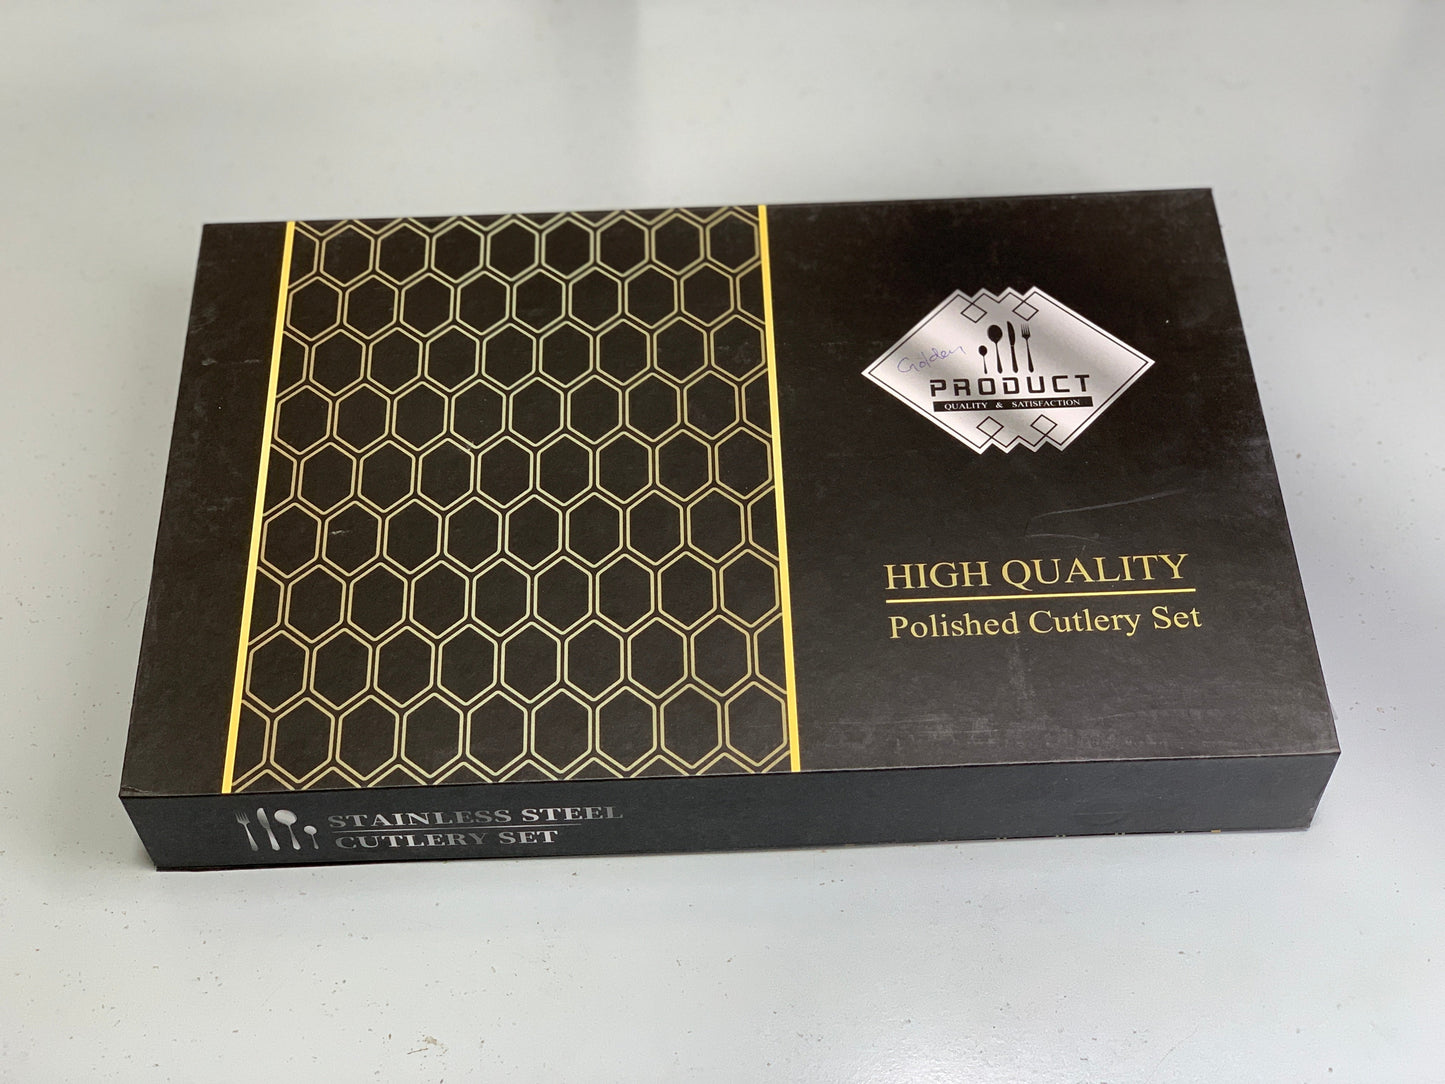 Golden
PRODUCT
QUALITY & SATISFACTION
HIGH QUALITY
Polished Cutlery Set
STAINLESS STEEL
CUTLERY SET